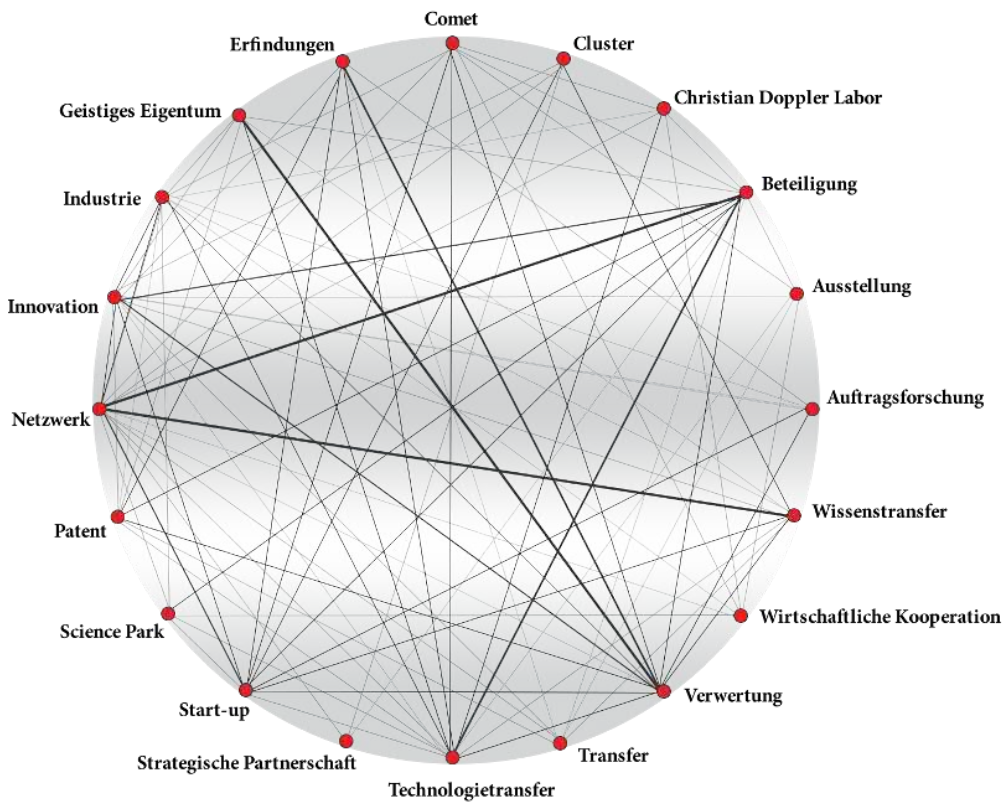 Comet
Erfindungen
Cluster
Geistiges Eigentum
Christian Doppler Labor
Industrie
Beteiligung
Innovation
Ausstellung
Netzwerk
Auftragsforschung
Patent
Wissenstransfer
Science Park
Wirtschaftliche Kooperation
Start-up
Verwertung
Strategische Partnerschaft
Transfer
Technologietransfer